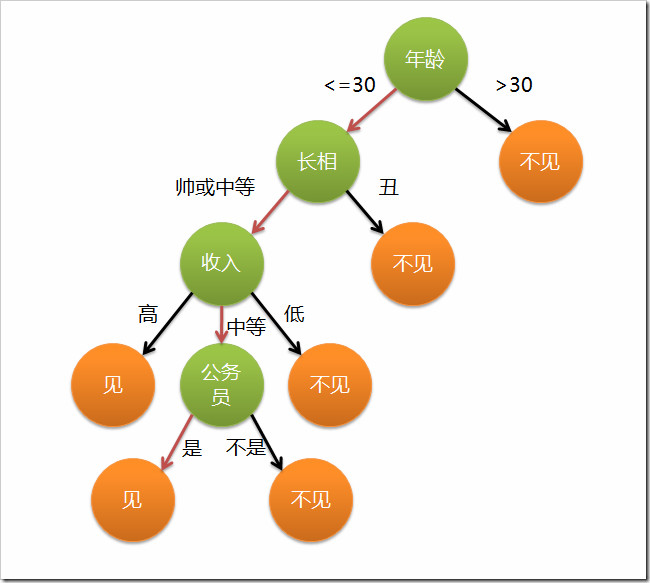 年龄
<=30
>30
长相
不见
帅或中等
丑
收入
不见
高
中等
低
见
公务
员
不见
是
不是
见
不见